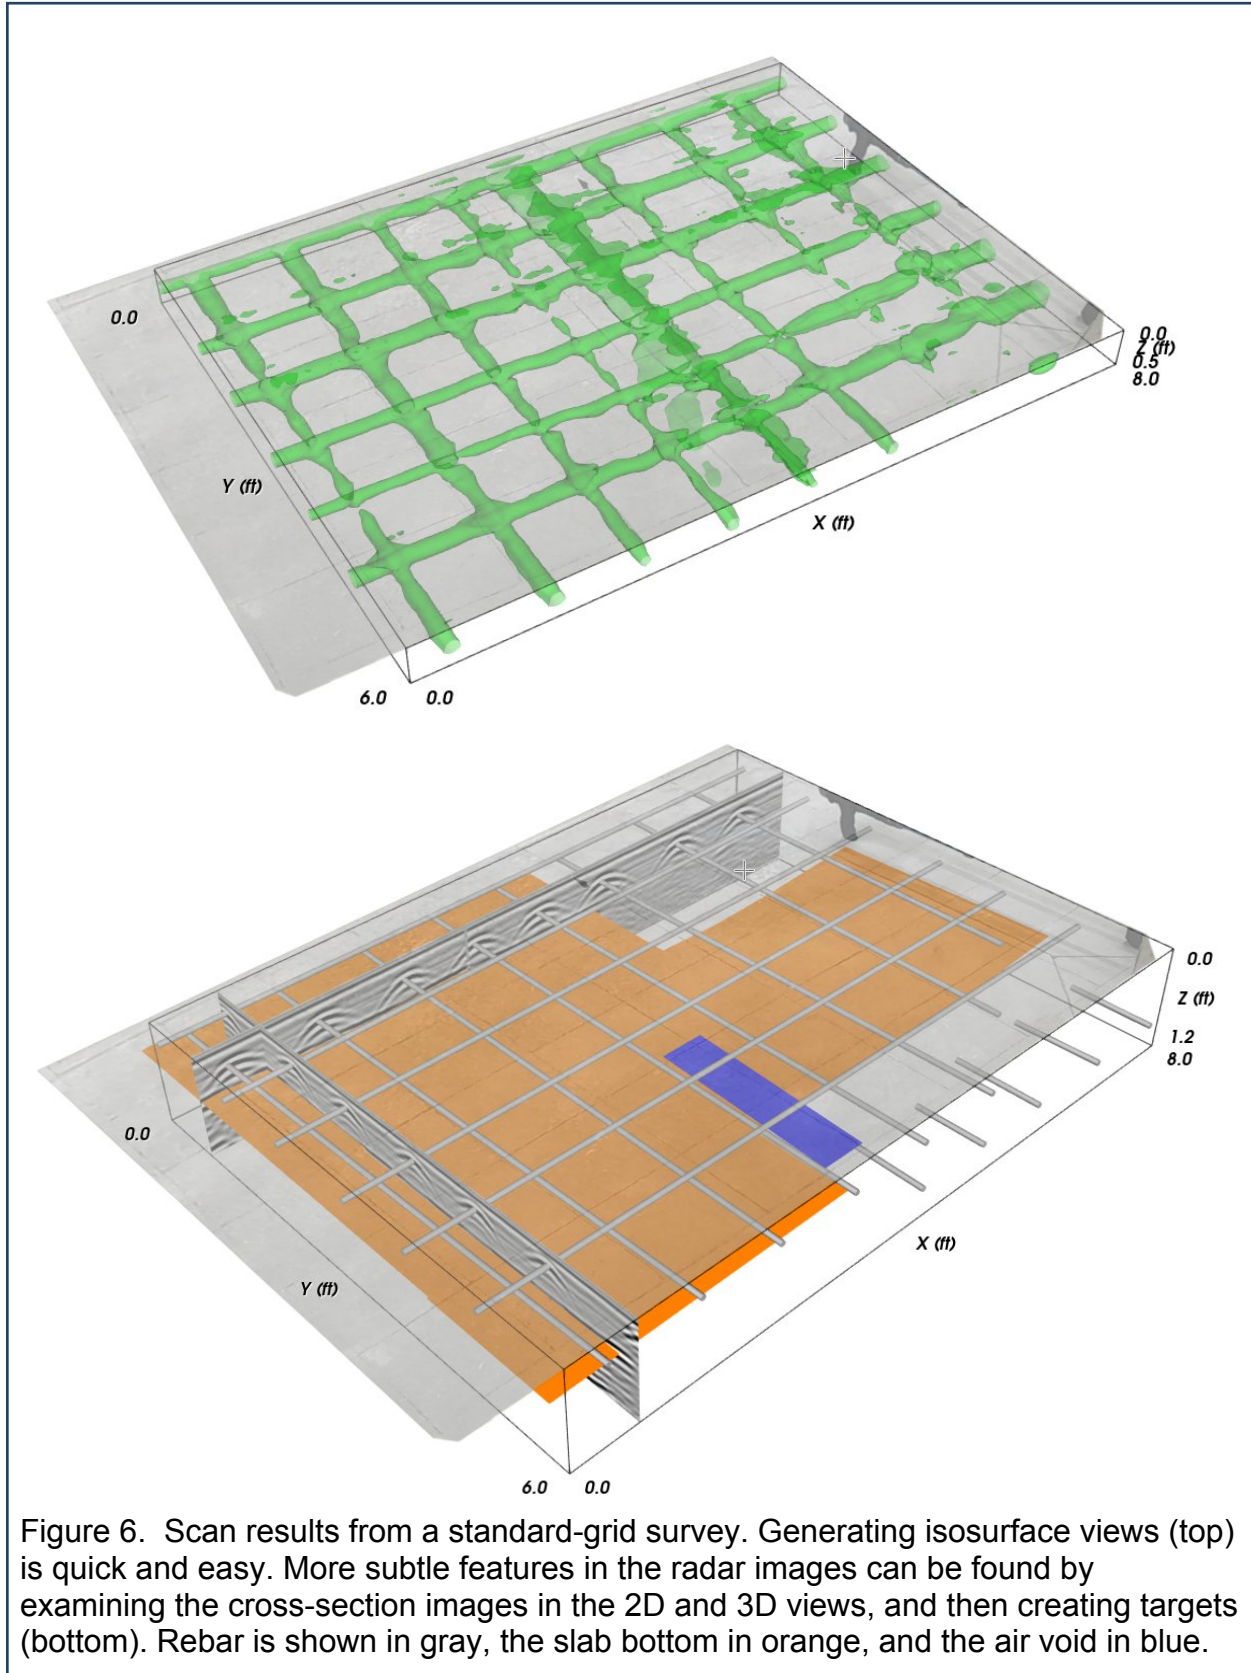 0.0
0.0
Z (ft)
0.5
8.0
Y (ft)
X (ft)
6.0 0.0
0.0
Z (ft)
1.2
8.0
0.0
X (ft)
Y (ft)
6.0 0.0
Figure 6. Scan results from a standard-grid survey. Generating isosurface views (top)
is quick and easy. More subtle features in the radar images can be found by
examining the cross-section images in the 2D and 3D views, and then creating targets
(bottom). Rebar is shown in gray, the slab bottom in orange, and the air void in blue.